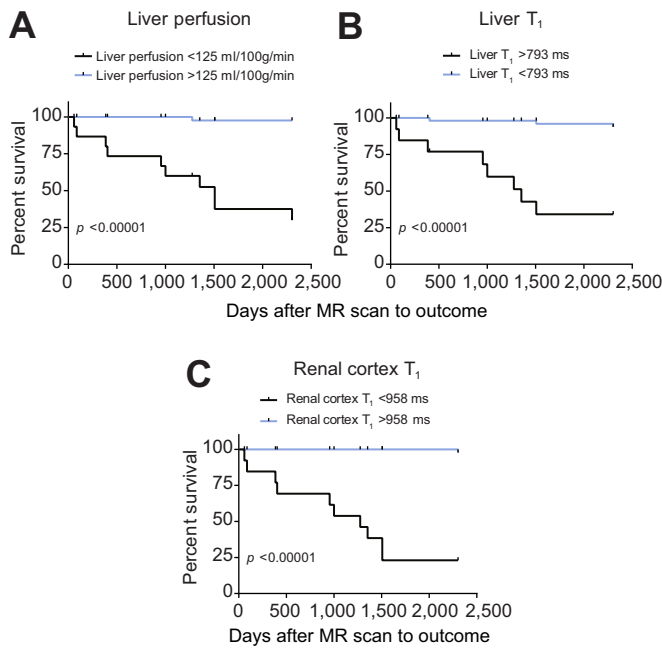 A
Liver perfusion
Liver perfusion <125 ml/100g/min
Liver perfusion >125 ml/100g/min
Percent survival
100
75
50
25
0
p <0.00001
0 500 1,000 1,500 2,000 2,500
B
Liver T1
Liver T1 >793 ms
Liver T1 <793 ms
Percent survival
100
75
50
25
0
p <0.00001
0 500 1,000 1,500 2,000 2,500
Days after MR scan to outcome
C
Renal cortex T1
Renal cortex T1 <958 ms
Renal cortex T1 >958 ms
Percent survival
100
75
50
25
0
p <0.00001
0 500 1,000 1,500 2,000 2,500
Days after MR scan to outcome